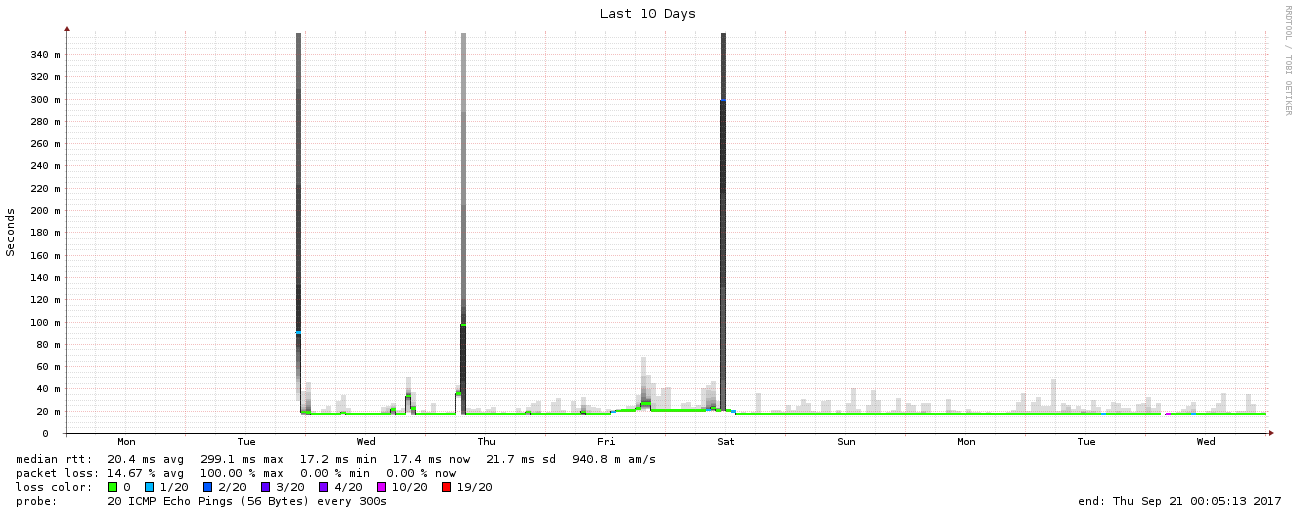 Last 10 Days
RRDTOOL / TOBI OETIKER
Seconds
340 m
320 m
300 m
280 m
260 m
240 m
220 m
200 m
180 m
160 m
140 m
120 m
100 m
80 m
60 m
40 m
20 m
0
Mon Tue Wed Thu Fri Sat Sun Mon Tue Wed
median rtt: 20.4 ms avg 299.1 ms max 17.2 ms min 17.4 ms now 21.7 ms sd 940.8 m am/s
packet loss: 14.67 % avg 100.00 % max 0.00 % min 0.00 % now
loss color: 0 1/20 2/20 3/20 4/20 10/20 19/20
probe: 20 ICMP Echo Pings (56 Bytes) every 300s end: Thu Sep 21 00:05:13 2017